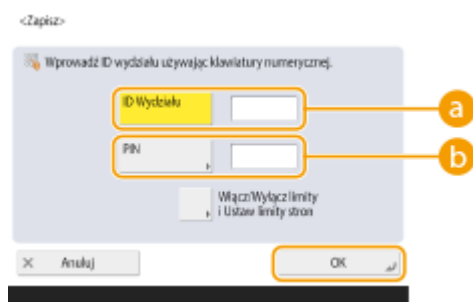 <Zapisz>
Wprowadź ID wydziału używając klawiatury numerycznej.
ID Wydziału
a
PIN
b
Włącz/Wyłącz limity
i Ustaw limity stron
Anuluj
OK